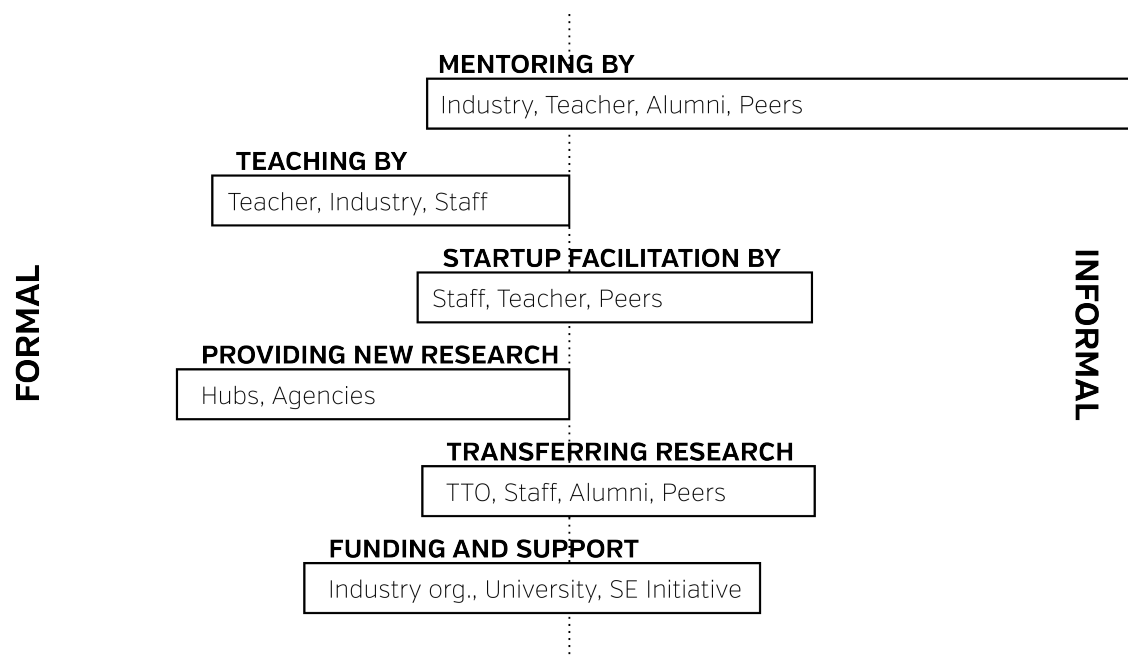 MENTORING BY
Industry, Teacher, Alumni, Peers
TEACHING BY
Teacher, Industry, Staff
STARTUP FACILITATION BY
Staff, Teacher, Peers
FORMAL
INFORMAL
PROVIDING NEW RESEARCH
Hubs, Agencies
TRANSFERRING RESEARCH
TTO, Staff, Alumni, Peers
FUNDING AND SUPPORT
Industry org., University, SE Initiative